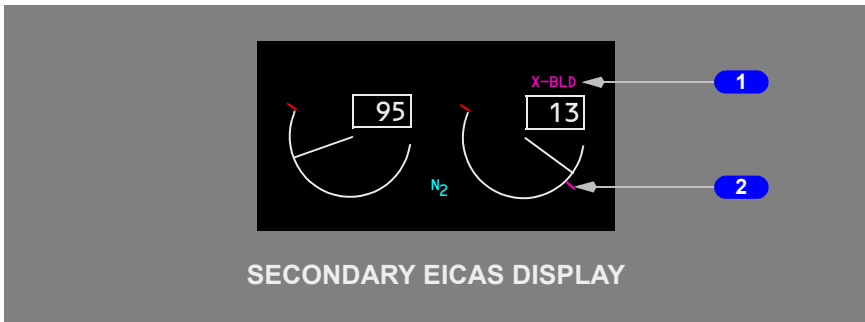 X-BLD
1
95
13
N2
2
SECONDARY EICAS DISPLAY